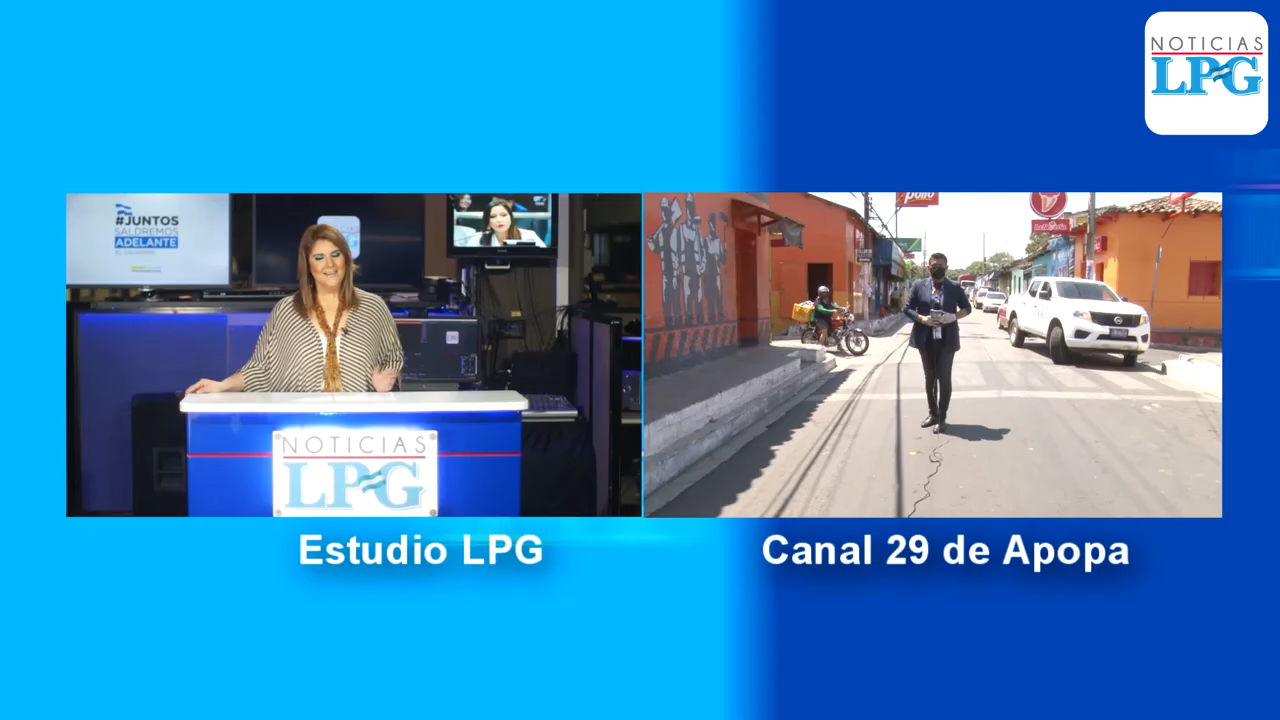 NOTICIAS
LPG
#JUNTOS
SALDREMOS
ADELANTE
NOTICIAS
LPG
Pollo
Estudio LPG
Canal 29 de Apopa